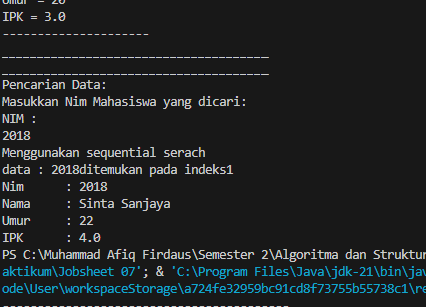 Umur = 20
IPK = 3.0
---------------------
______________________________________
______________________________________
Pencarian Data:
Masukkan Nim Mahasiswa yang dicari:
NIM :
2018
Menggunakan sequential serach
data : 2018ditemukan pada indeks1
Nim : 2018
Nama : Sinta Sanjaya
Umur : 22
IPK : 4.0
PS C:\Muhammad Afiq Firdaus\Semester 2\Algoritma dan Struktur
aktikum\Jobsheet 07'; & 'C:\Program Files\Java\jdk-21\bin\jav
ode\User\workspaceStorage\a724fe32959bc91cd8f73755b55738c1\re